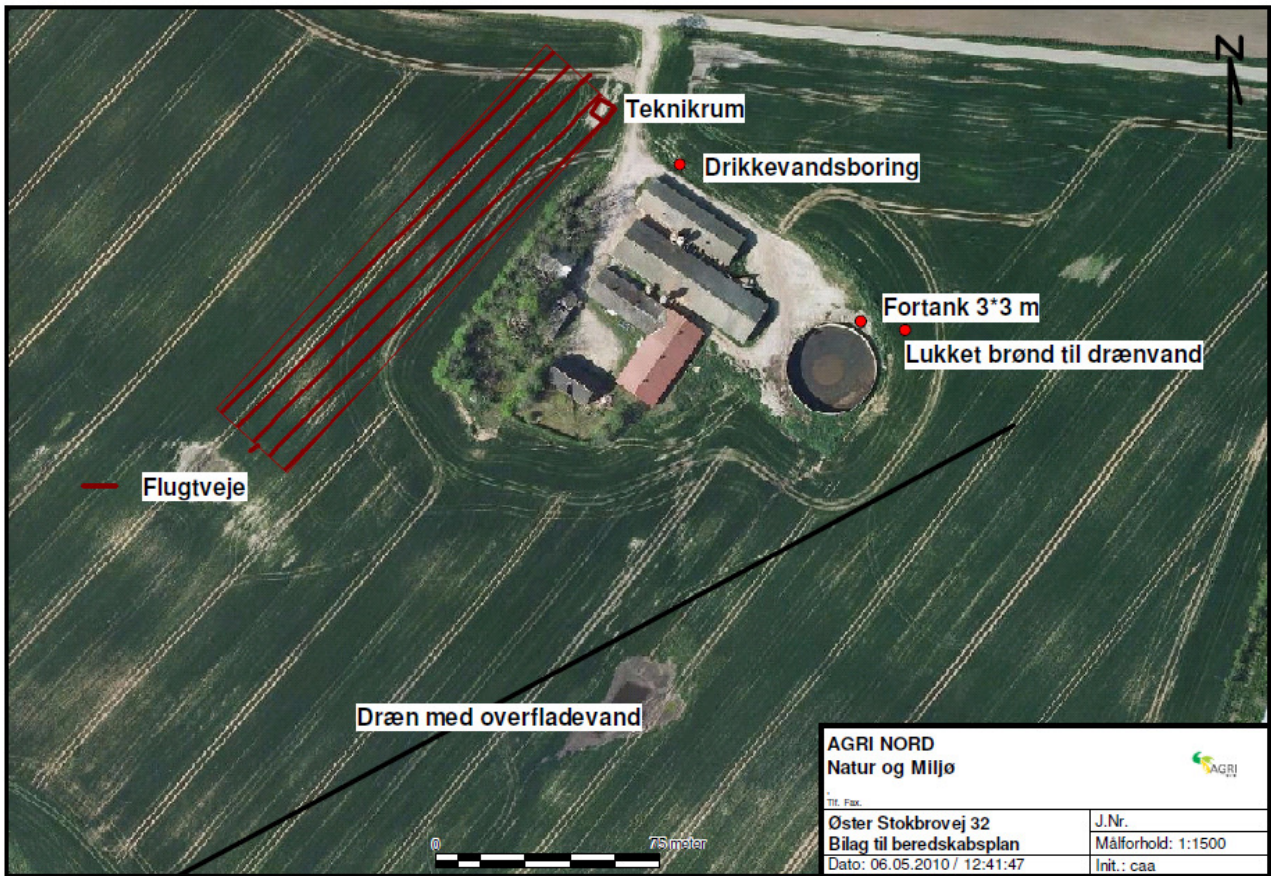 N
Teknikrum
Drikkevandsboring
Fortank 3*3 m
Lukket brønd til drænvand
Flugtveje
Dræn med overfladevand
0 75 meter
AGRI NORD
Natur og Miljø
AGRI
Tlf. Fax.
Øster Stokbrovej 32
Bilag til beredskabsplan
Dato: 06.05.2010 / 12:41:47
J.Nr.
Målforhold: 1:1500
Init.: caa